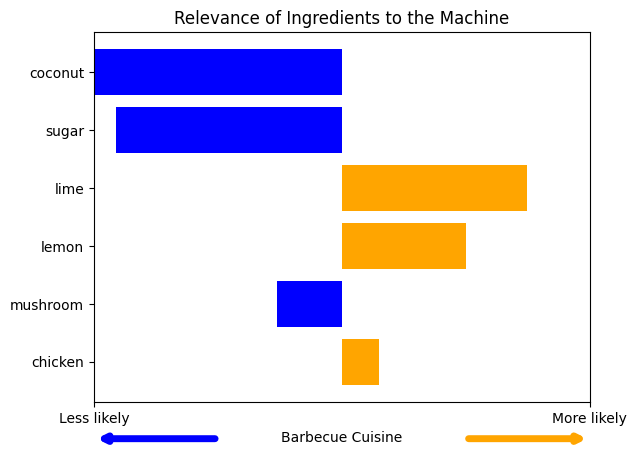 Relevance of Ingredients to the Machine
coconut
sugar
lime
lemon
mushroom
chicken
Less likely
More likely
Barbecue Cuisine